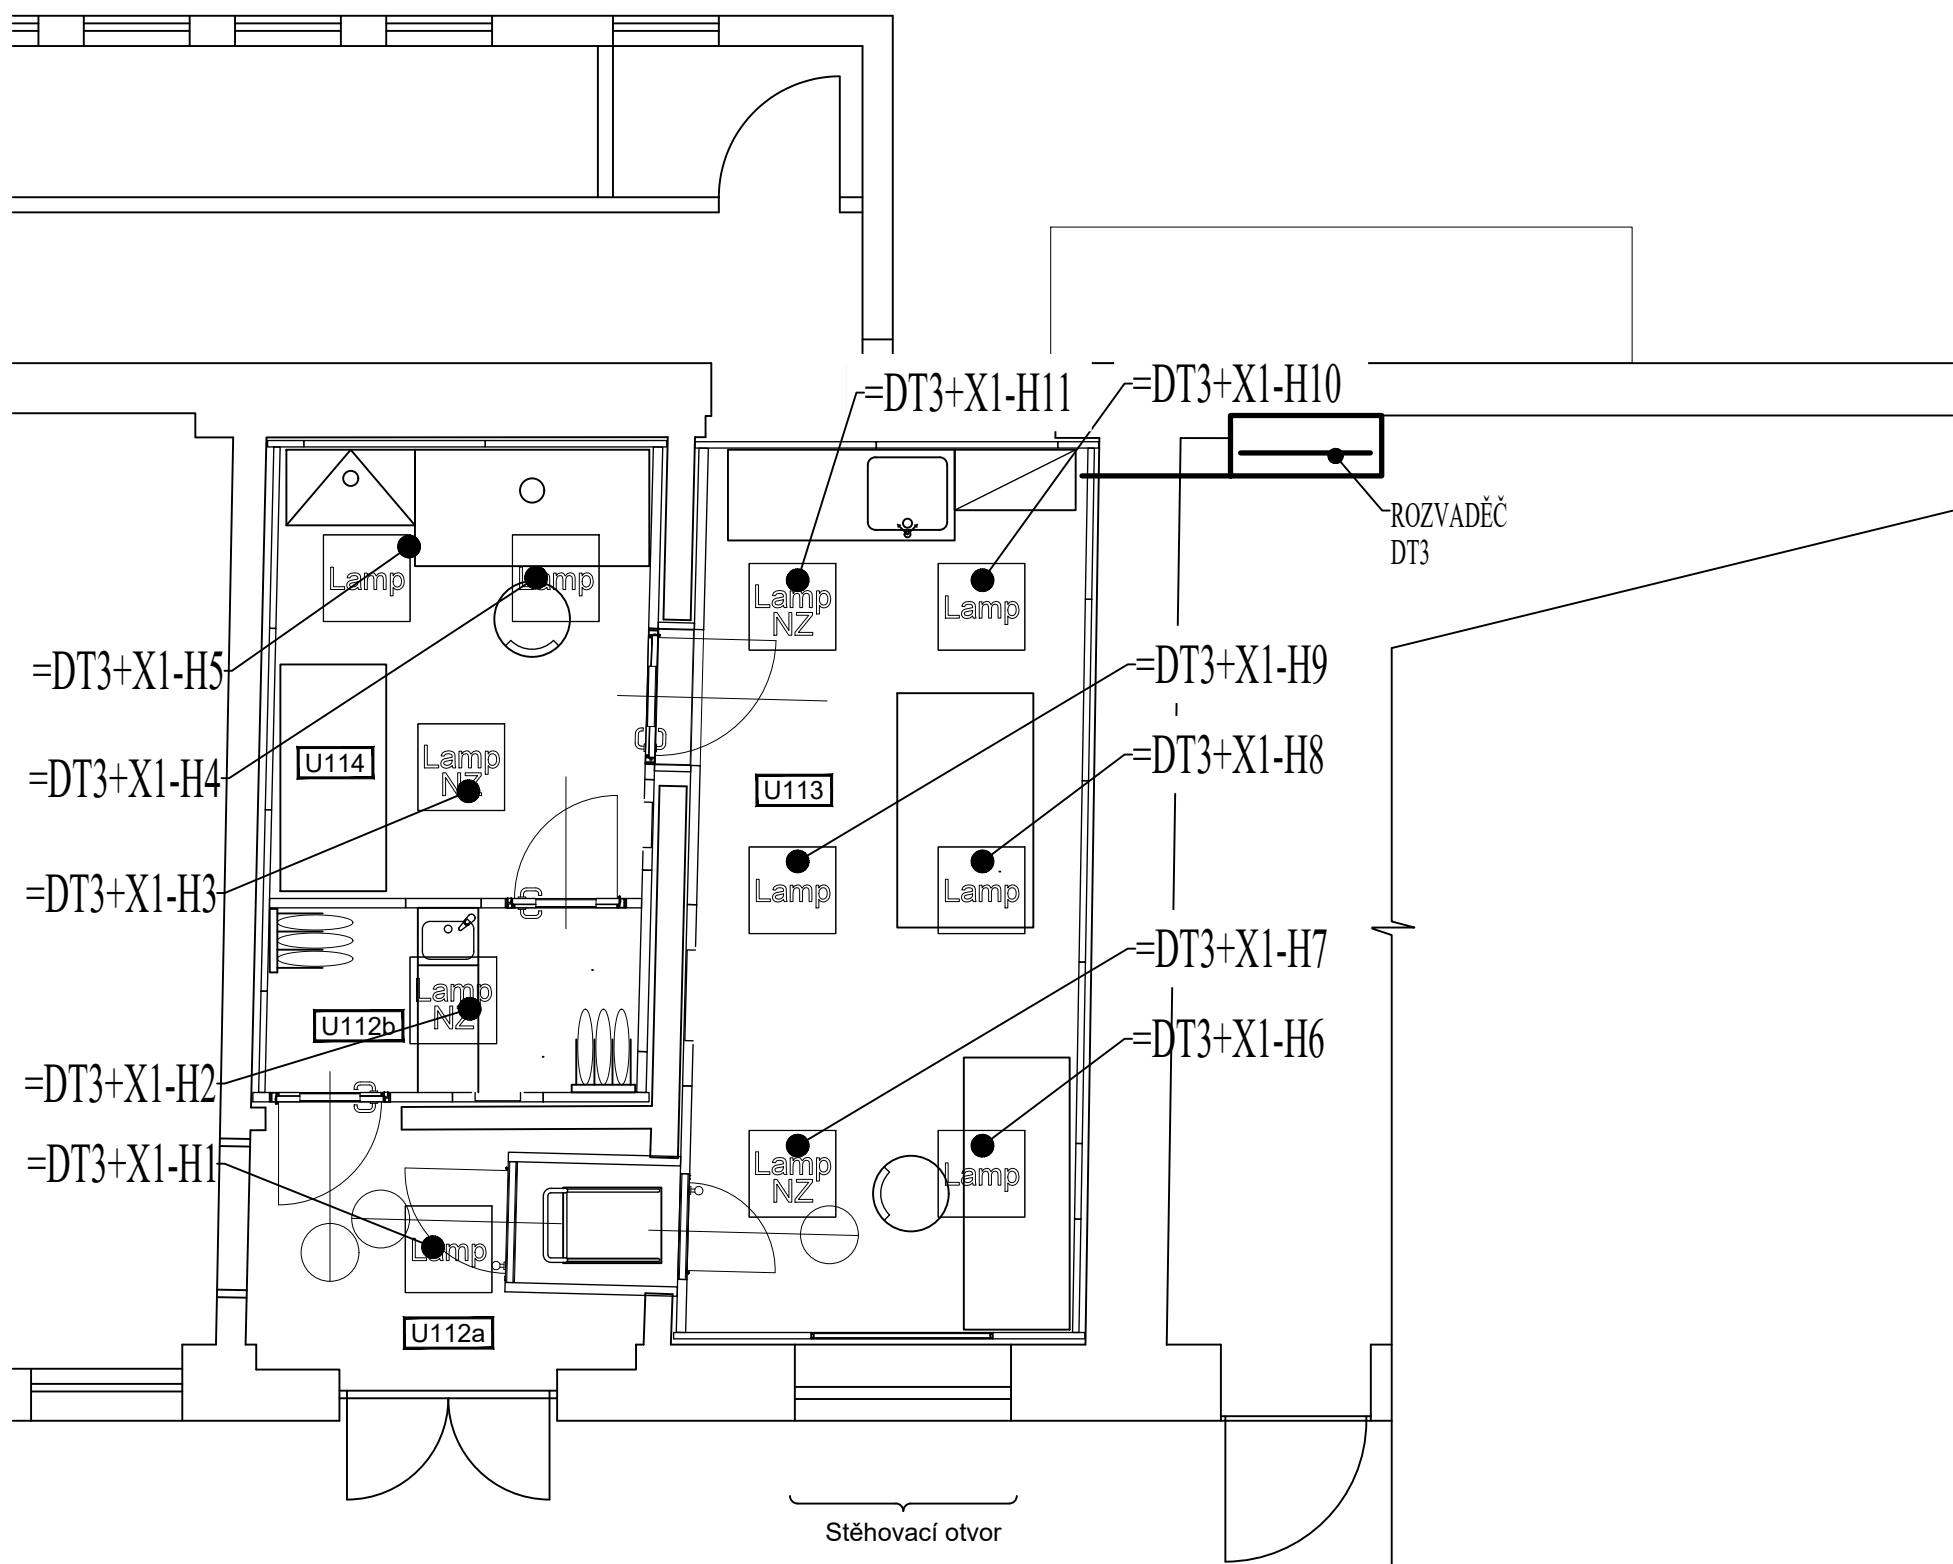 =DT3+X1-H11
=DT3+X1-H10
ROZVADĚČ
DT3
Lamp
Lamp
Lamp
NZ
Lamp
=DT3+X1-H5
=DT3+X1-H9
=DT3+X1-H4
U114
Lamp
NZ
U113
=DT3+X1-H8
=DT3+X1-H3
Lamp
Lamp
=DT3+X1-H7
Lamp
NZ
U112b
=DT3+X1-H2
=DT3+X1-H6
=DT3+X1-H1
Lamp
NZ
Lamp
Lamp
U112a
Stěhovací otvor